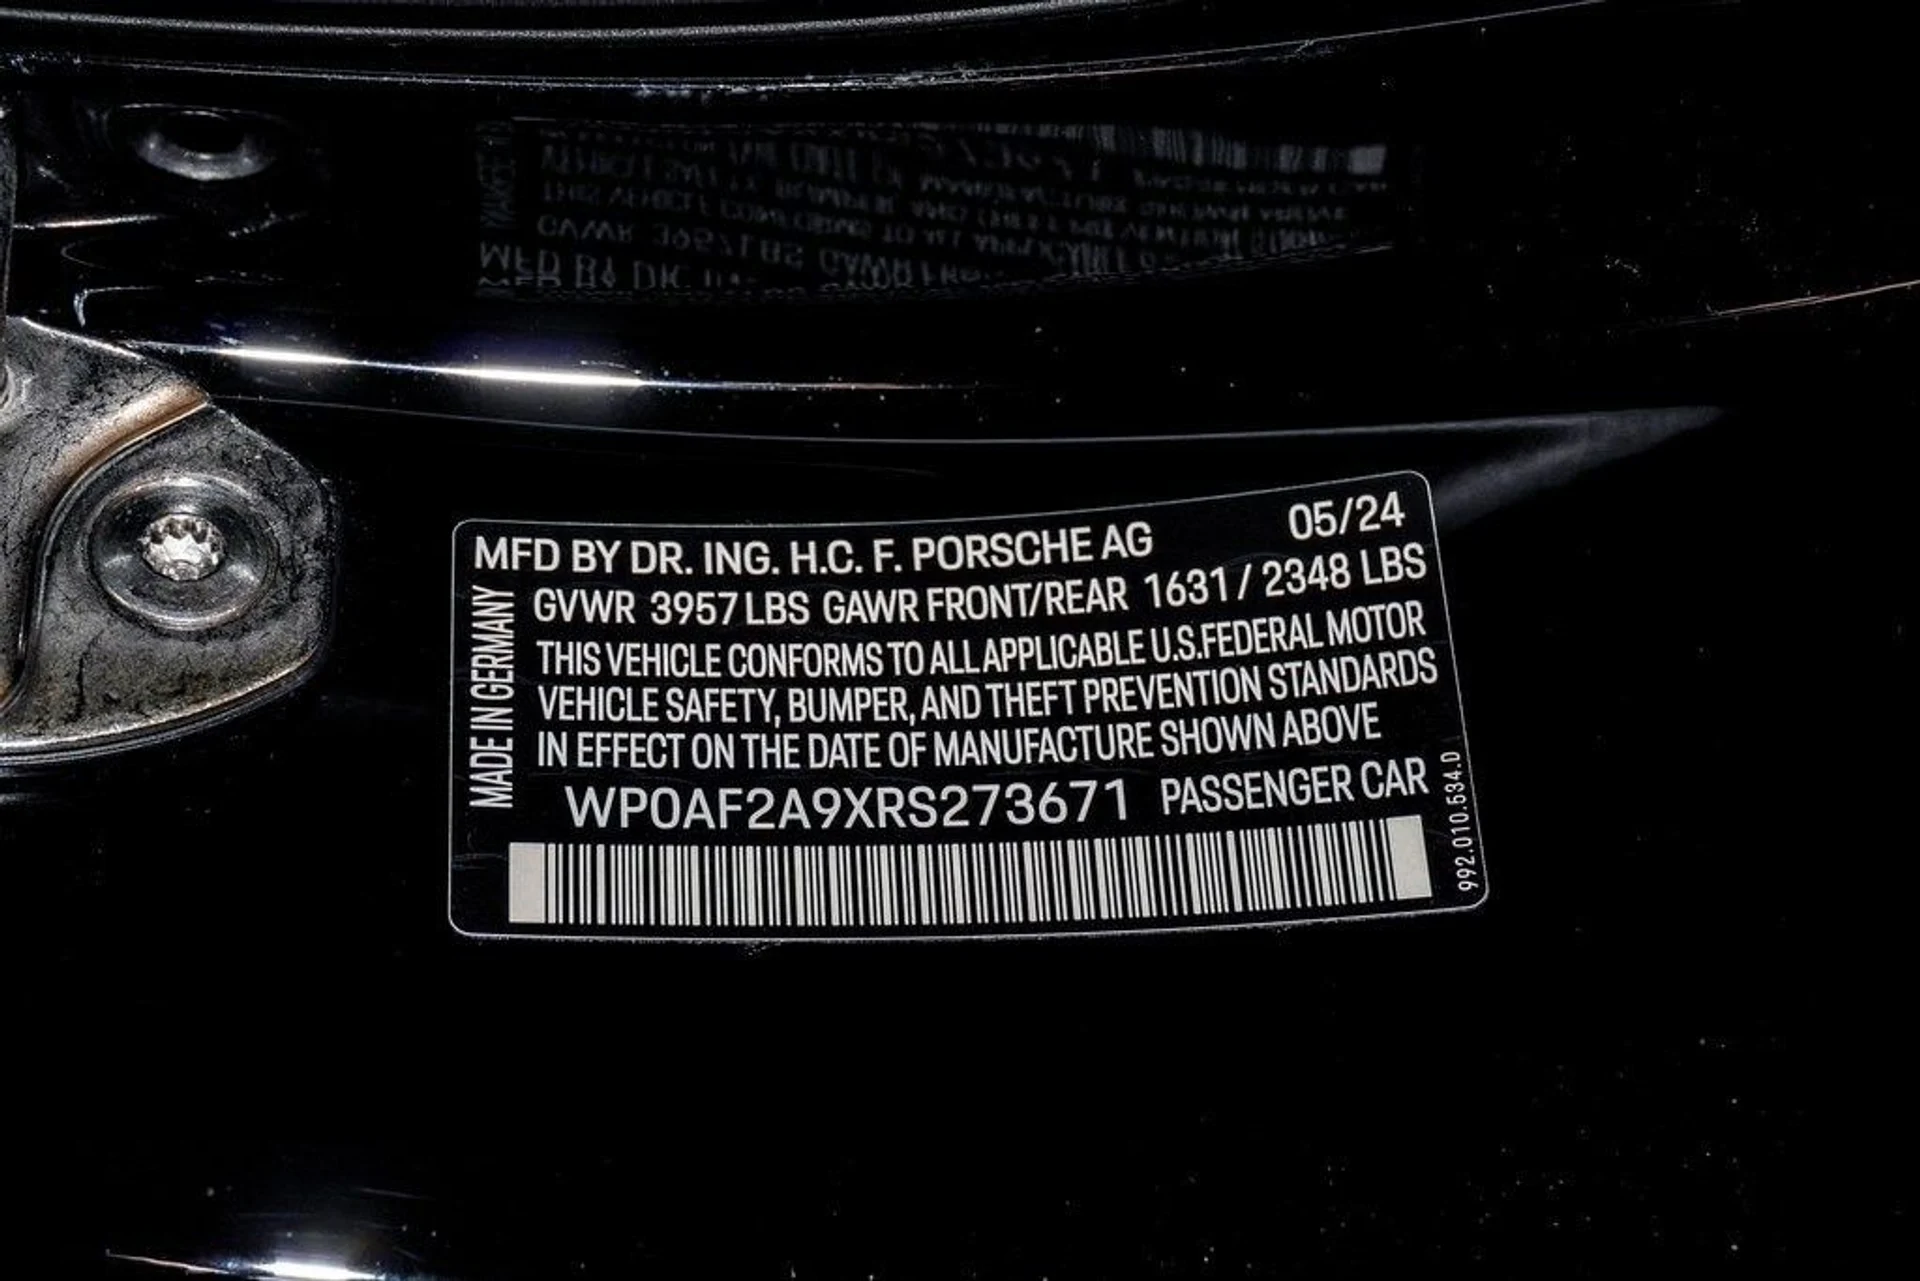 MFD BY DR. ING. H.C. F. PORSCHE AG 05/24
GVWR 3957 LBS GAWR FRONT/REAR 1631 / 2348 LBS
THIS VEHICLE CONFORMS TO ALL APPLICABLE U.S.FEDERAL MOTOR
VEHICLE SAFETY, BUMPER, AND THEFT PREVENTION STANDARDS
IN EFFECT ON THE DATE OF MANUFACTURE SHOWN ABOVE
WP0AF2A9XRS273671 PASSENGER CAR
MADE IN GERMANY
992.010.534.D